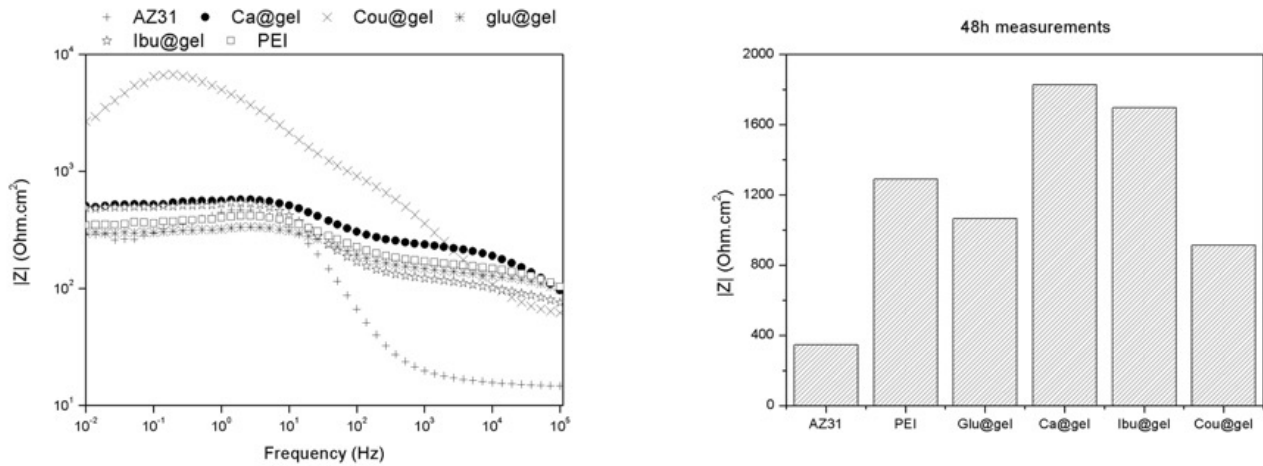 AZ31 Ca@gel Cou@gel glu@gel
Ibu@gel PEI
10⁴
10³
10²
10¹
|Z| (Ohm.cm²)
10⁻² 10⁻¹ 10⁰ 10¹ 10² 10³ 10⁴ 10⁵
Frequency (Hz)
48h measurements
2000
1600
1200
800
400
0
|Z| (Ohm.cm²)
AZ31 PEI Glu@gel Ca@gel Ibu@gel Cou@gel